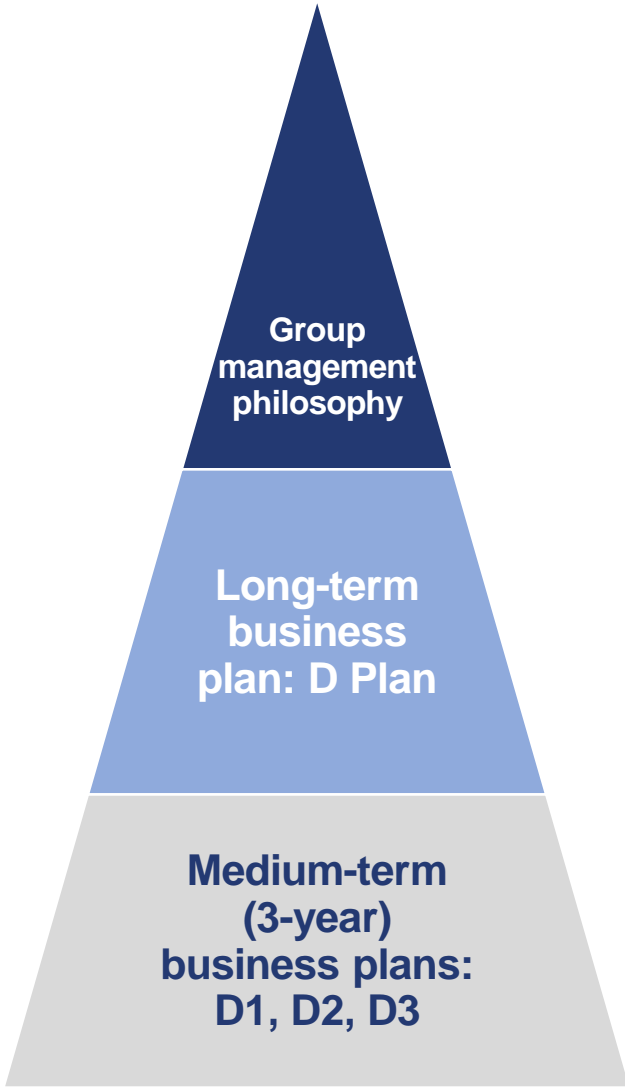 Group
management
philosophy
Long-term
business
plan: D Plan
Medium-term
(3-year)
business plans:
D1, D2, D3